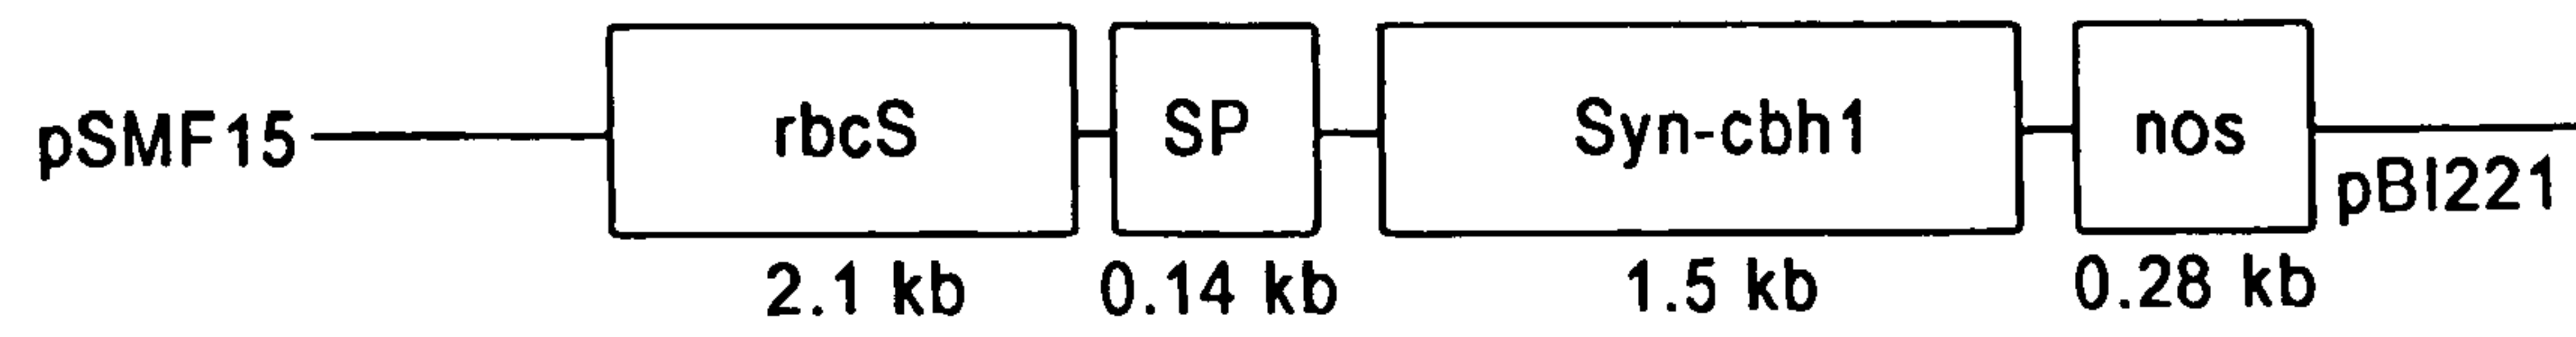 pSMF15 rbcS SP Syn-cbh1 nos
pBI221
2.1 kb 0.14 kb 1.5 kb 0.28 kb